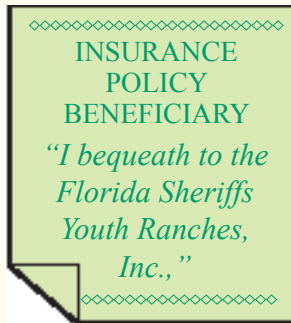 INSURANCE
POLICY
BENEFICIARY
“I bequeath to the
Florida Sheriffs
Youth Ranches,
Inc.,”